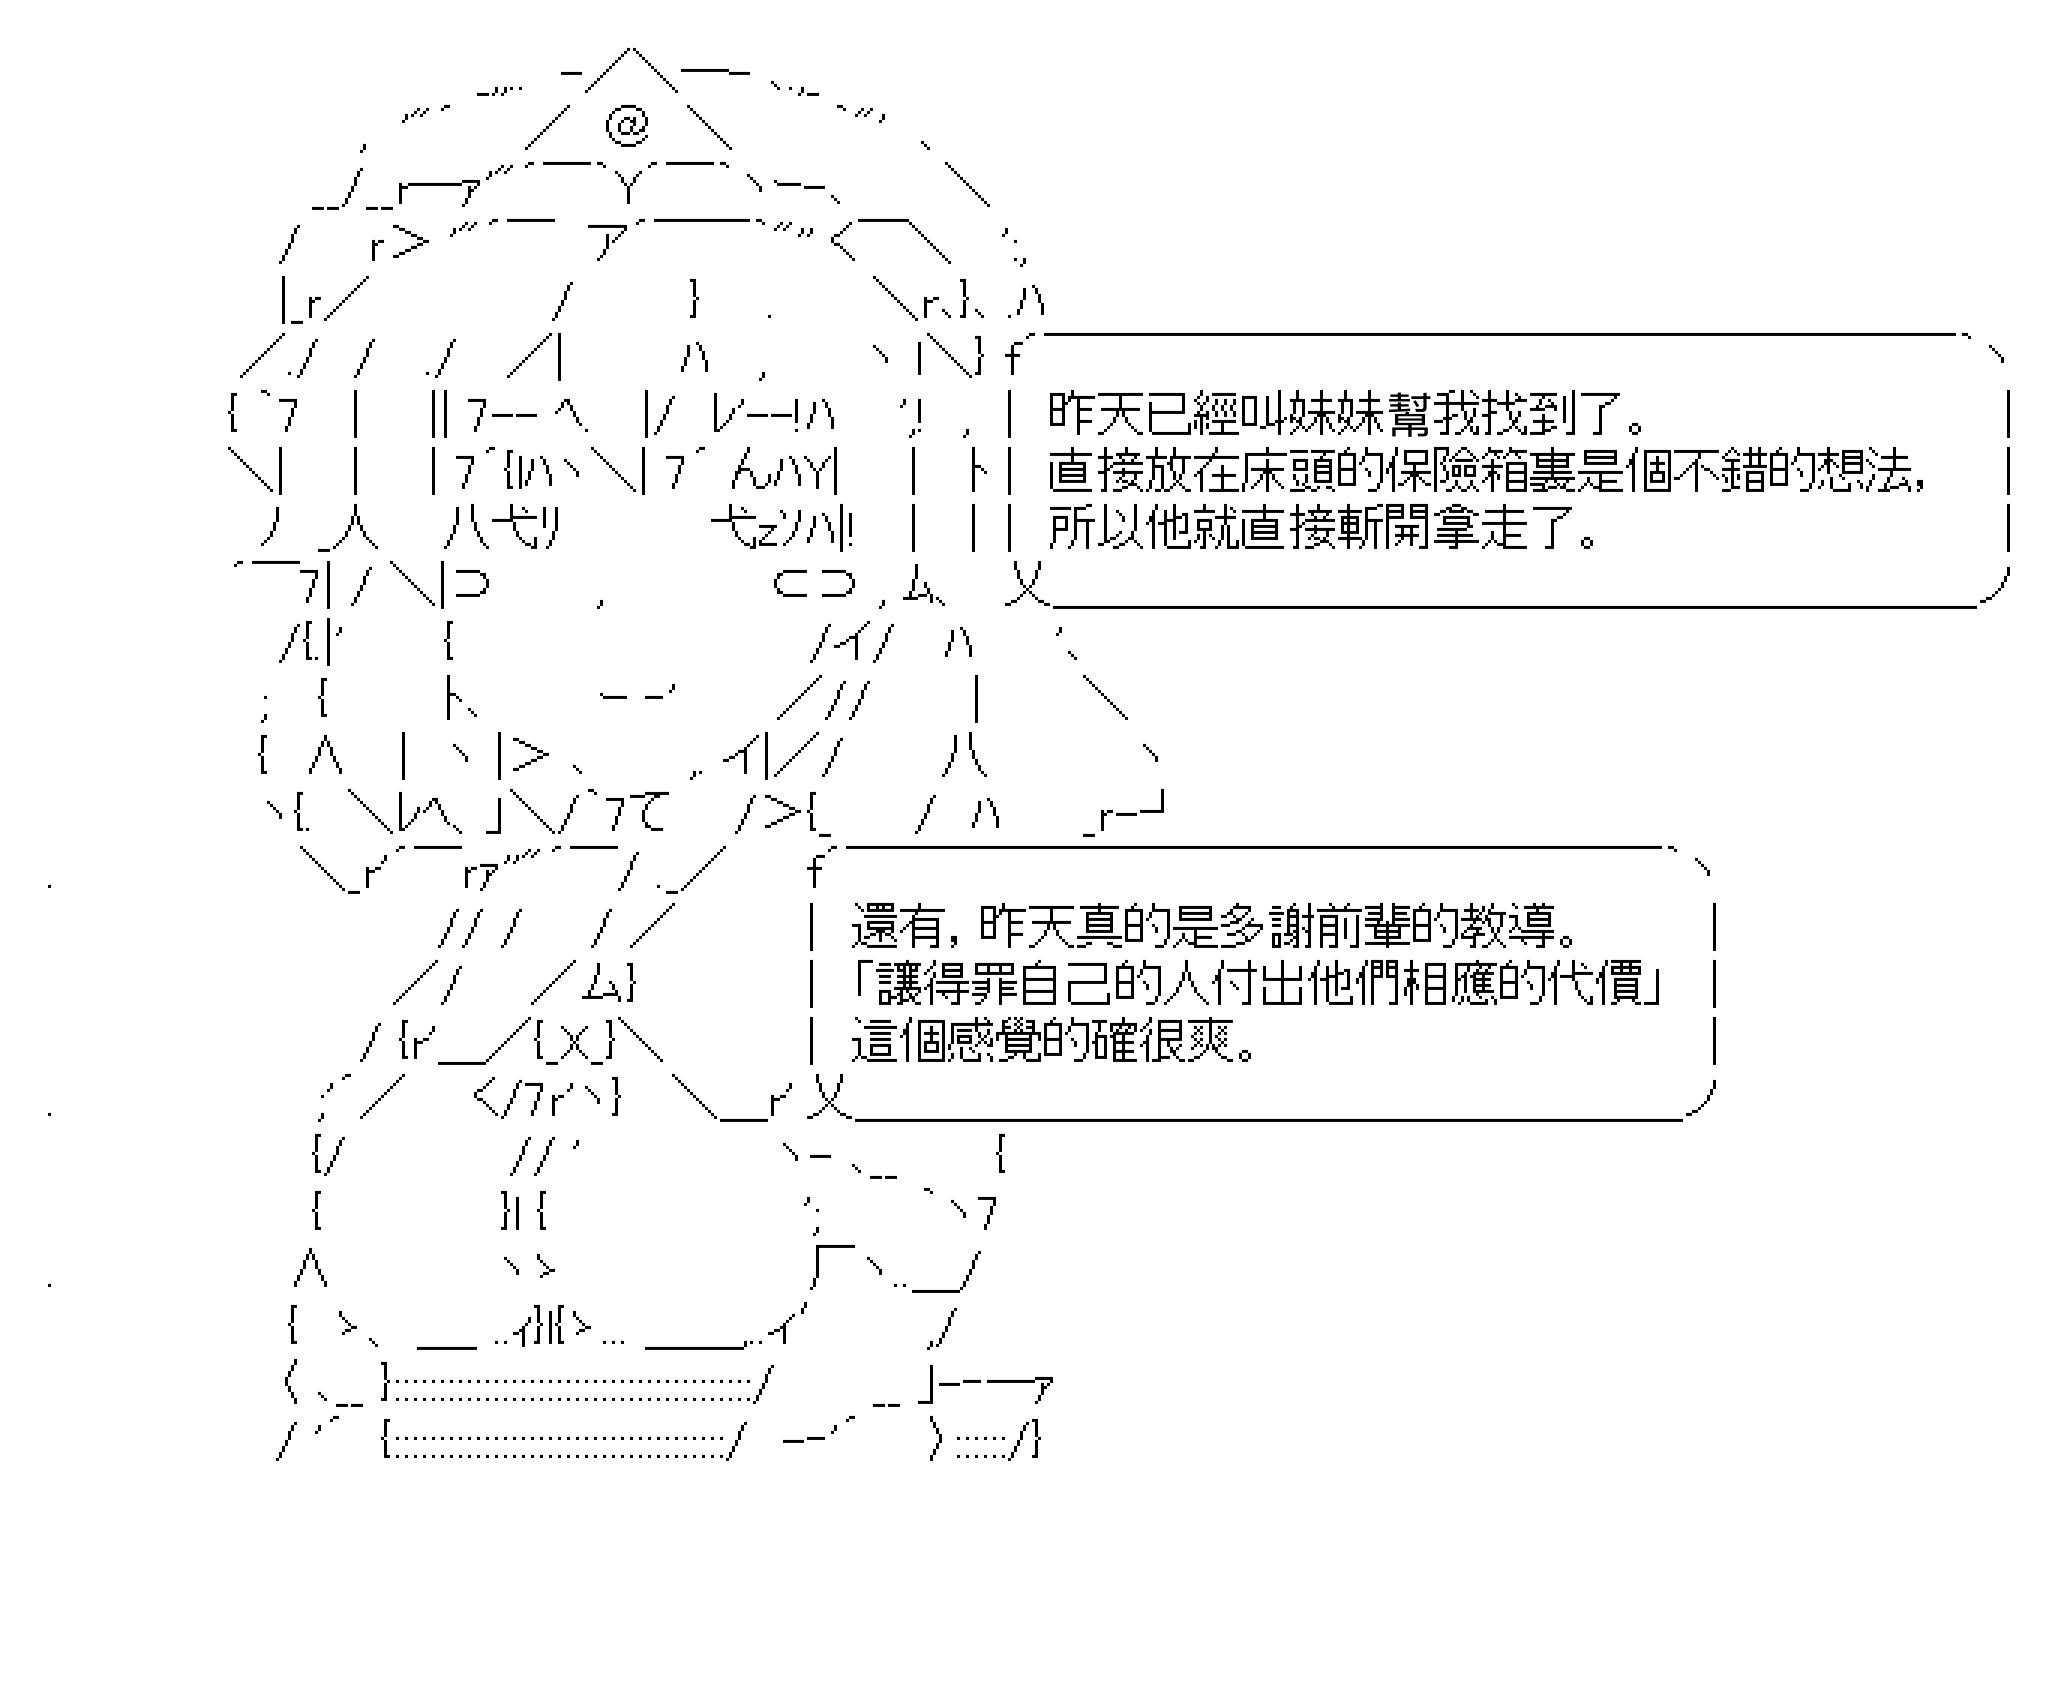 昨天已經叫妹妹幫我找到了。
直接放在床頭的保險箱裏是個不錯的想法，
所以他就直接斬開拿走了。
還有，昨天真的是多謝前輩的教導。
「讓得罪自己的人付出他們相應的代價」
這個感覺的確很爽。